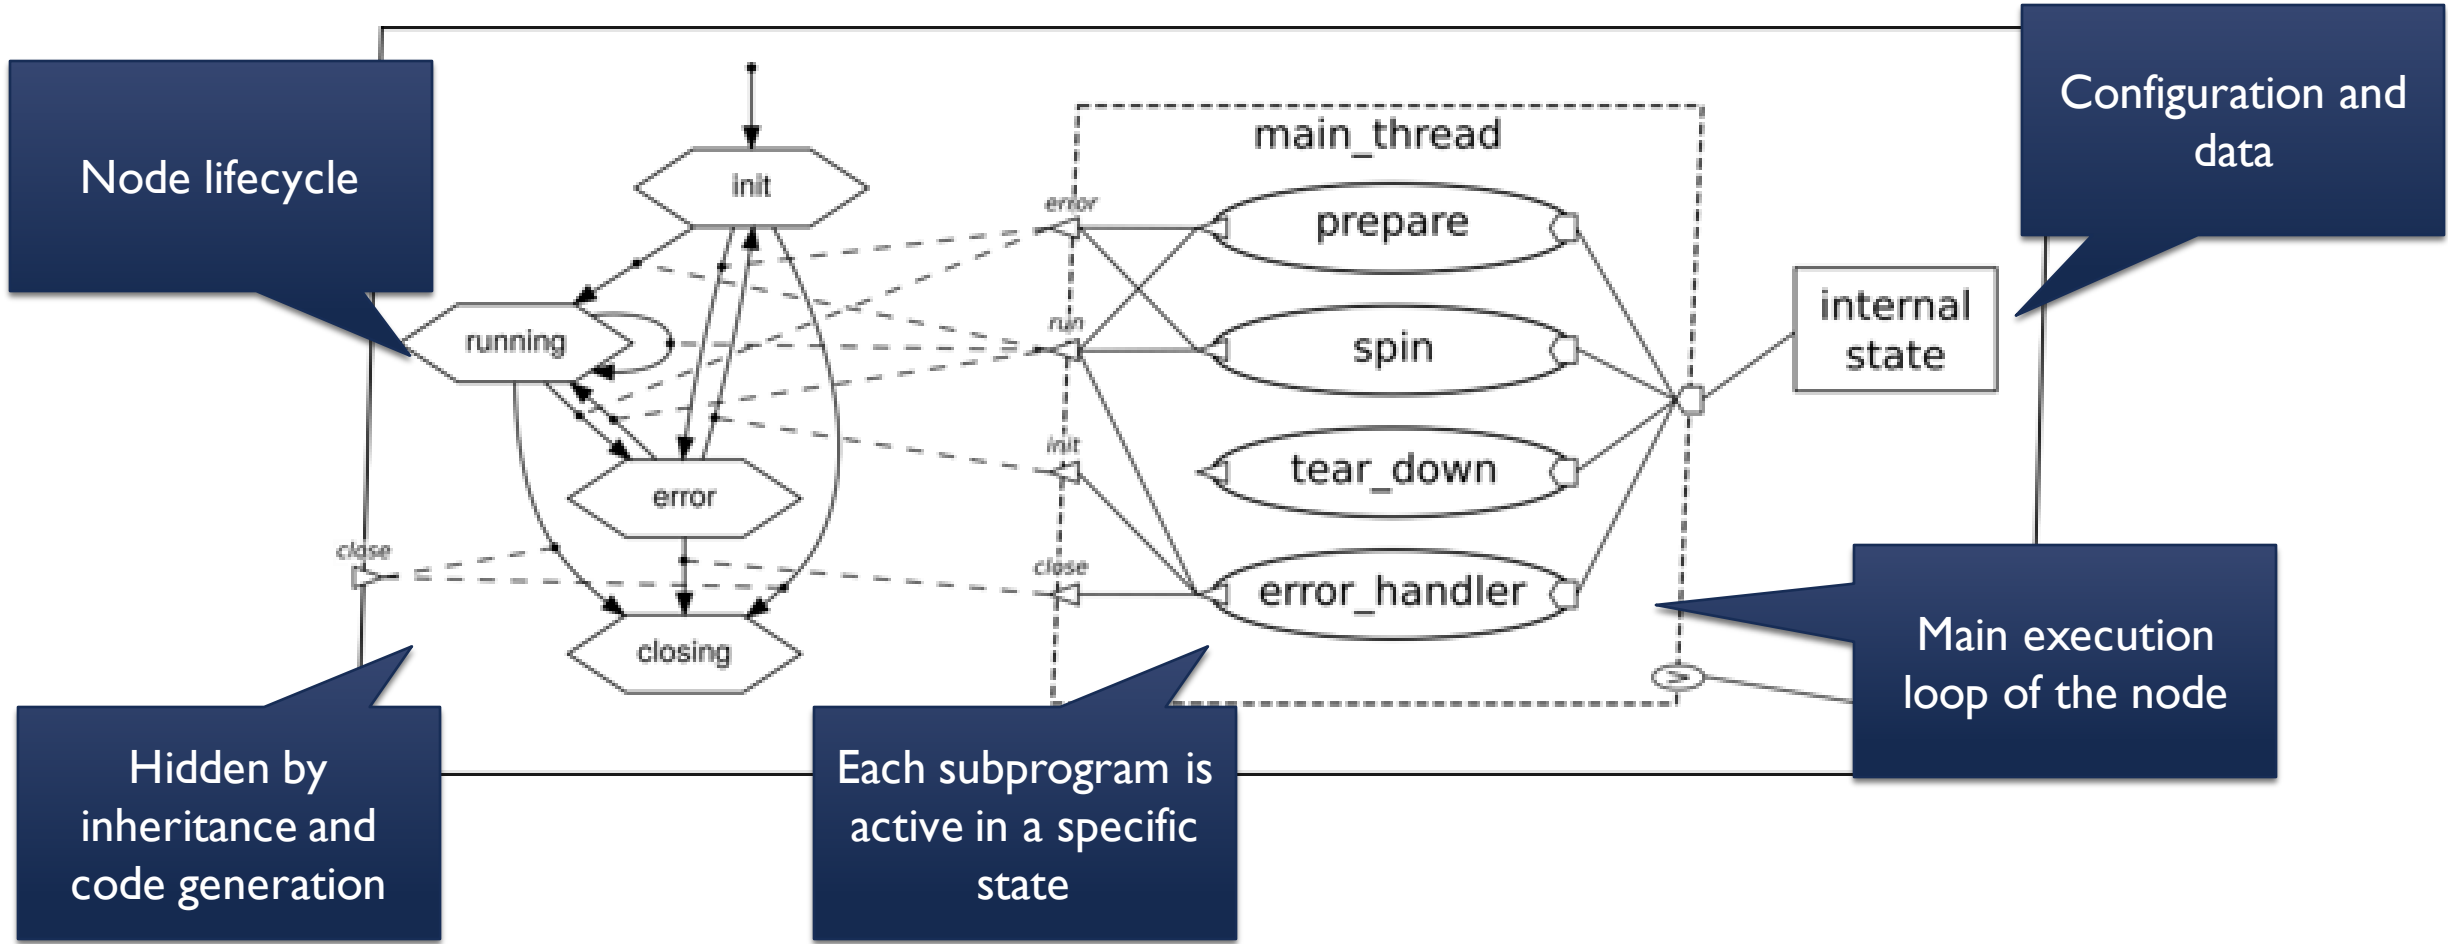 Node lifecycle
Configuration and
data
main_thread
init
error
prepare
running
run
spin
internal
state
init
tear_down
error
close
close
error_handler
closing
Main execution
loop of the node
Hidden by
inheritance and
code generation
Each subprogram is
active in a specific
state